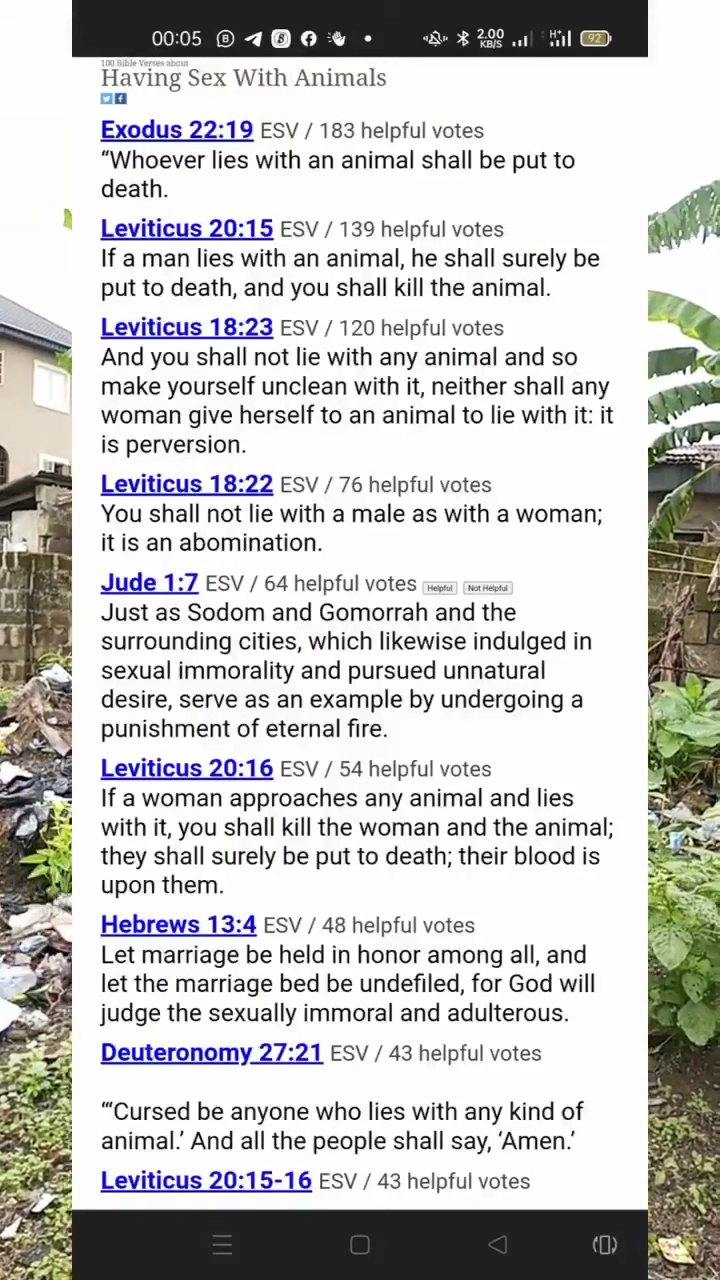 00:05
2.00
KB/S
H+
92
100 Bible Verses about
Having Sex With Animals
Exodus 22:19 ESV / 183 helpful votes
“Whoever lies with an animal shall be put to
death.
Leviticus 20:15 ESV / 139 helpful votes
If a man lies with an animal, he shall surely be
put to death, and you shall kill the animal.
Leviticus 18:23 ESV / 120 helpful votes
And you shall not lie with any animal and so
make yourself unclean with it, neither shall any
woman give herself to an animal to lie with it: it
is perversion.
Leviticus 18:22 ESV / 76 helpful votes
You shall not lie with a male as with a woman;
it is an abomination.
Jude 1:7 ESV / 64 helpful votes Helpful Not Helpful
Just as Sodom and Gomorrah and the
surrounding cities, which likewise indulged in
sexual immorality and pursued unnatural
desire, serve as an example by undergoing a
punishment of eternal fire.
Leviticus 20:16 ESV / 54 helpful votes
If a woman approaches any animal and lies
with it, you shall kill the woman and the animal;
they shall surely be put to death; their blood is
upon them.
Hebrews 13:4 ESV / 48 helpful votes
Let marriage be held in honor among all, and
let the marriage bed be undefiled, for God will
judge the sexually immoral and adulterous.
Deuteronomy 27:21 ESV / 43 helpful votes
“‘Cursed be anyone who lies with any kind of
animal.’ And all the people shall say, ‘Amen.’
Leviticus 20:15-16 ESV / 43 helpful votes